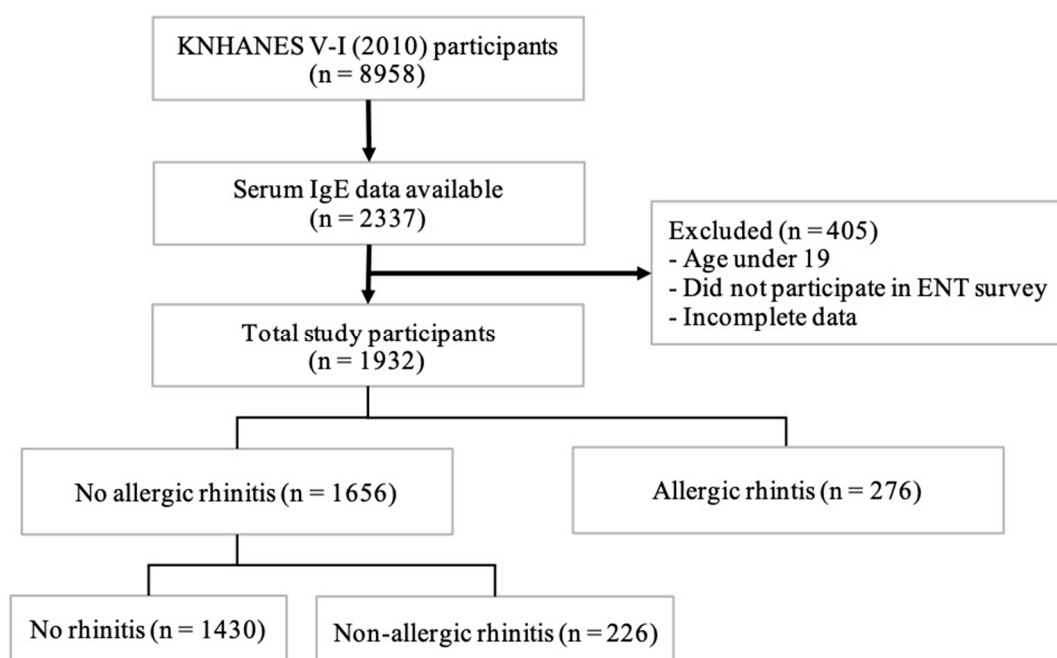 KNHANES V-I (2010) participants
(n = 8958)
Serum IgE data available
(n = 2337)
Excluded (n = 405)
- Age under 19
- Did not participate in ENT survey
- Incomplete data
Total study participants
(n = 1932)
No allergic rhinitis (n = 1656)
Allergic rhintis (n = 276)
No rhinitis (n = 1430)
Non-allergic rhinitis (n = 226)